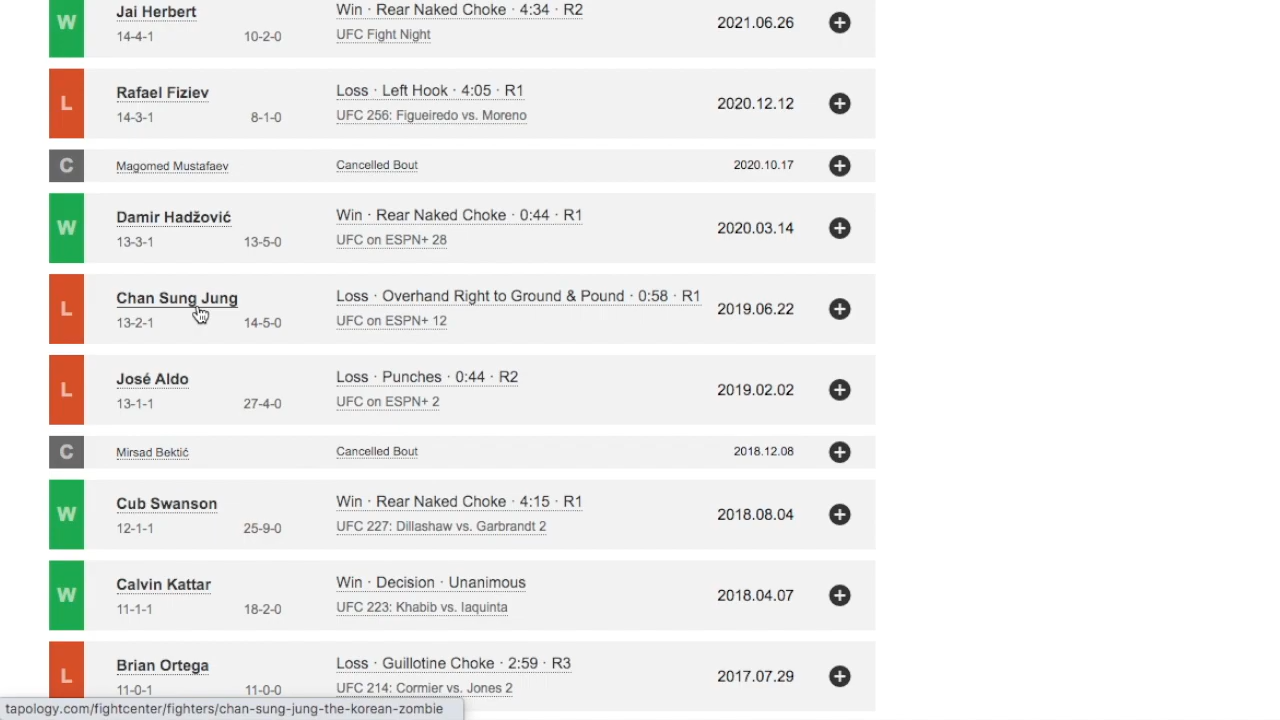 W
Jai Herbert
Win · Rear Naked Choke · 4:34 · R2
14-4-1
10-2-0
UFC Fight Night
2021.06.26
L
Rafael Fiziev
Loss · Left Hook · 4:05 · R1
14-3-1
8-1-0
UFC 256: Figueiredo vs. Moreno
2020.12.12
C
Magomed Mustafaev
Cancelled Bout
2020.10.17
W
Damir Hadžović
Win · Rear Naked Choke · 0:44 · R1
13-3-1
13-5-0
UFC on ESPN+ 28
2020.03.14
L
Chan Sung Jung
Loss · Overhand Right to Ground & Pound · 0:58 · R1
13-2-1
14-5-0
UFC on ESPN+ 12
2019.06.22
L
José Aldo
Loss · Punches · 0:44 · R2
13-1-1
27-4-0
UFC on ESPN+ 2
2019.02.02
C
Mirsad Bektić
Cancelled Bout
2018.12.08
W
Cub Swanson
Win · Rear Naked Choke · 4:15 · R1
12-1-1
25-9-0
UFC 227: Dillashaw vs. Garbrandt 2
2018.08.04
W
Calvin Kattar
Win · Decision · Unanimous
11-1-1
18-2-0
UFC 223: Khabib vs. Iaquinta
2018.04.07
L
Brian Ortega
Loss · Guillotine Choke · 2:59 · R3
11-0-1
11-0-0
UFC 214: Cormier vs. Jones 2
2017.07.29
tapology.com/fightcenter/fighters/chan-sung-jung-the-korean-zombie